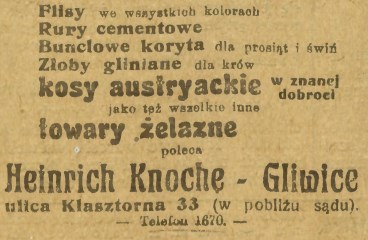 Flisy we wszystkich kolorach
Rury cementowe
Bunclowe koryta dla prosiąt i świń
Złoby gliniane dla krów
kosy austryackie w znanej dobroci
jako też wszelkie inne
towary żelazne
poleca
Heinrich Knoche - Gliwice
ulica Klasztorna 33 (w pobliżu sądu).
— Telefon 1670. —